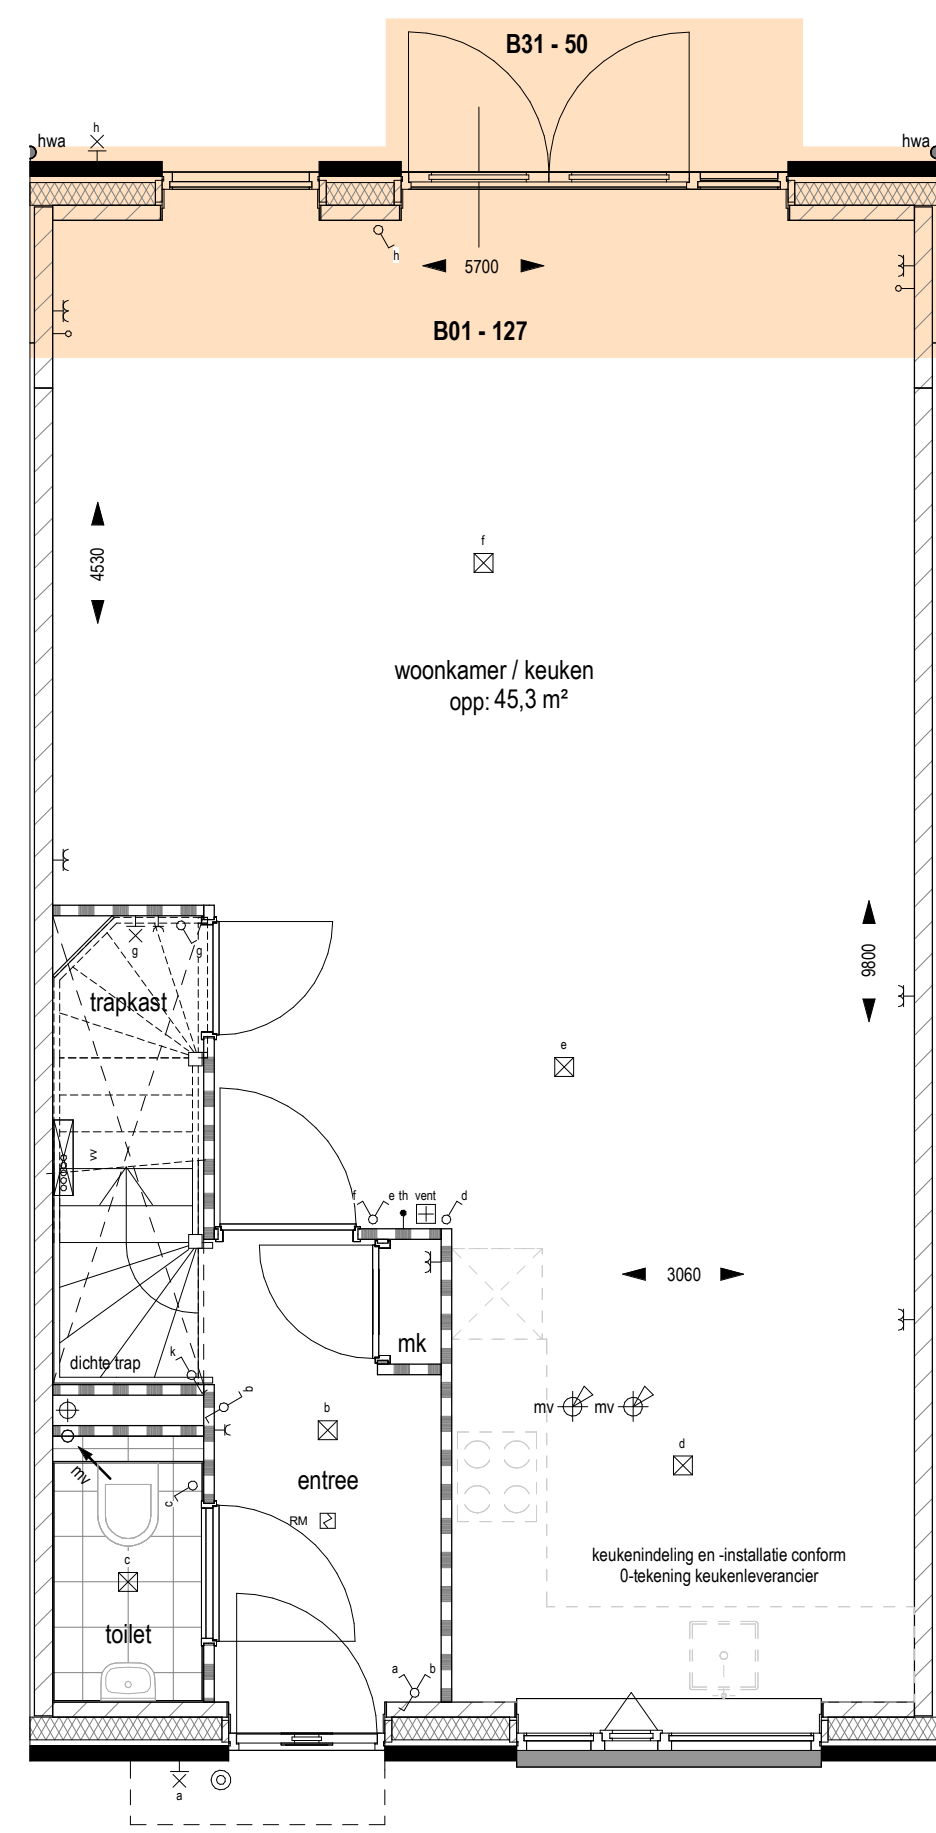 B31 - 50
hwa
h
hwa
h
5700
B01 - 127
4530
f
woonkamer / keuken
opp: 45,3 m²
g
g
trapkast
9800
e
vv
f
e
th
vent
d
3060
mk
dichte trap
k
b
mv
mv
b
d
mv
entree
c
RM
keukenindeling en -installatie conform
0-tekening keukenleverancier
c
toilet
a
b
a